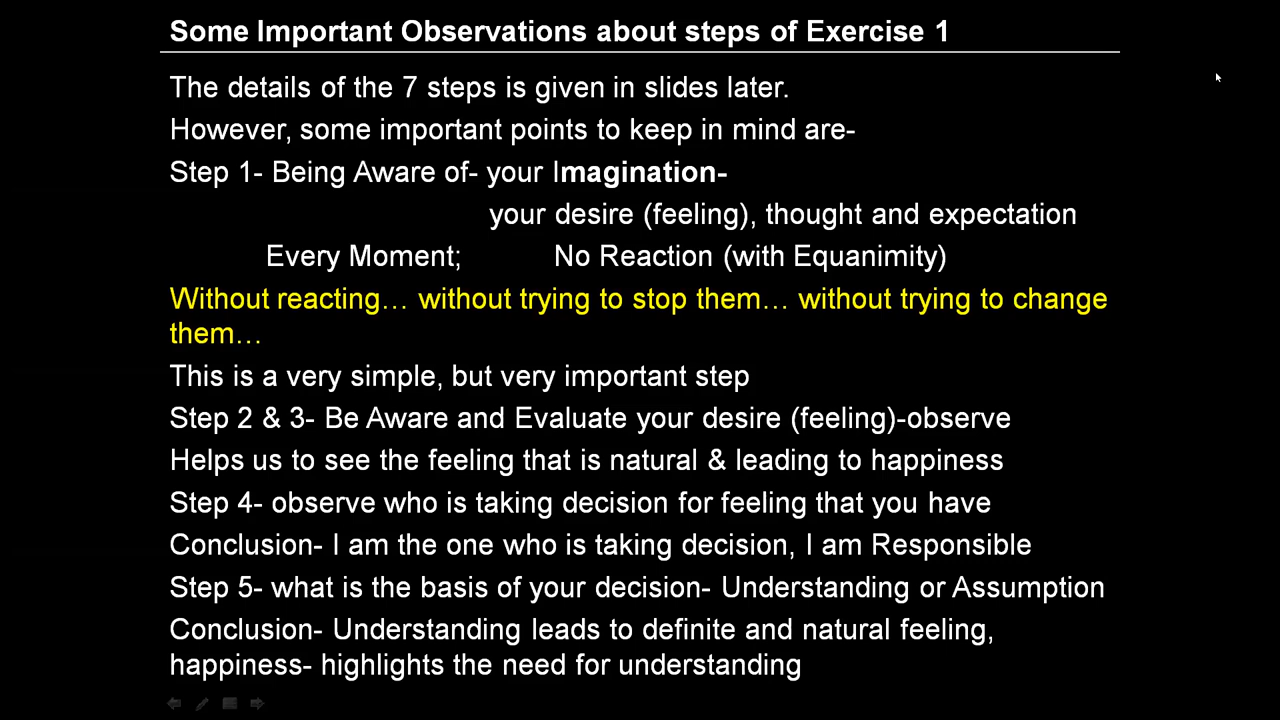 Some Important Observations about steps of Exercise 1
The details of the 7 steps is given in slides later.
However, some important points to keep in mind are-
Step 1- Being Aware of- your Imagination-
your desire (feeling), thought and expectation
Every Moment; No Reaction (with Equanimity)
Without reacting… without trying to stop them… without trying to change
them…
This is a very simple, but very important step
Step 2 & 3- Be Aware and Evaluate your desire (feeling)-observe
Helps us to see the feeling that is natural & leading to happiness
Step 4- observe who is taking decision for feeling that you have
Conclusion- I am the one who is taking decision, I am Responsible
Step 5- what is the basis of your decision- Understanding or Assumption
Conclusion- Understanding leads to definite and natural feeling,
happiness- highlights the need for understanding